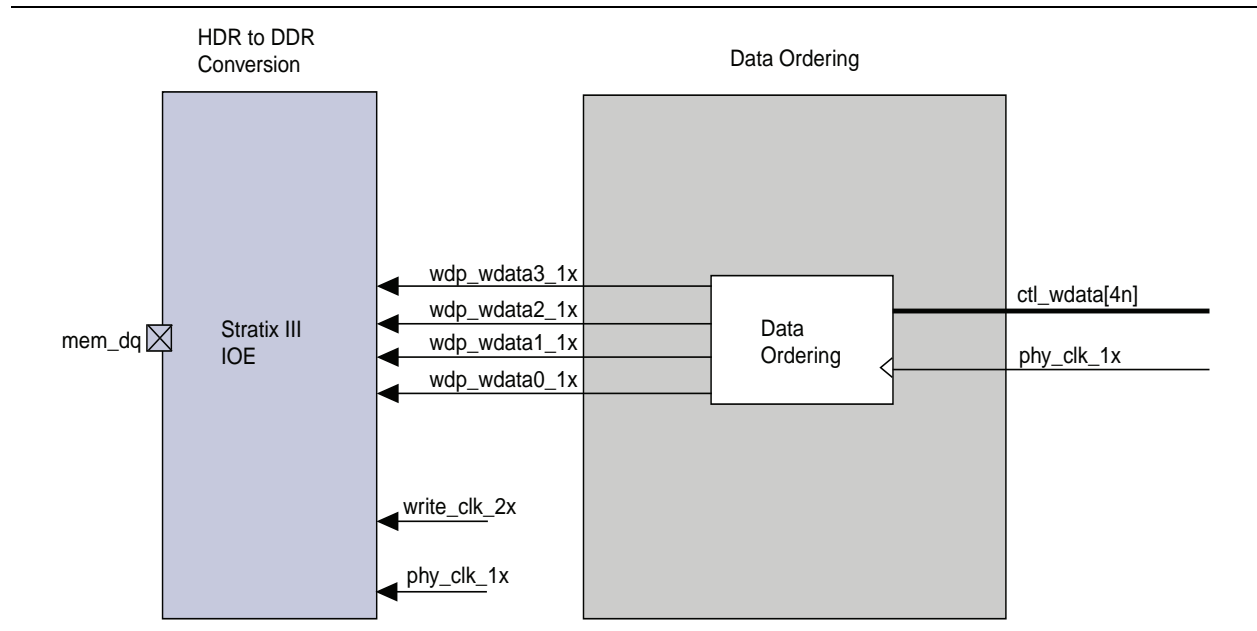 HDR to DDR
Conversion
Data Ordering
wdp_wdata3_1x
ctl_wdata[4n]
wdp_wdata2_1x
mem_dq
Stratix III
IOE
Data
Ordering
wdp_wdata1_1x
phy_clk_1x
wdp_wdata0_1x
write_clk_2x
phy_clk_1x